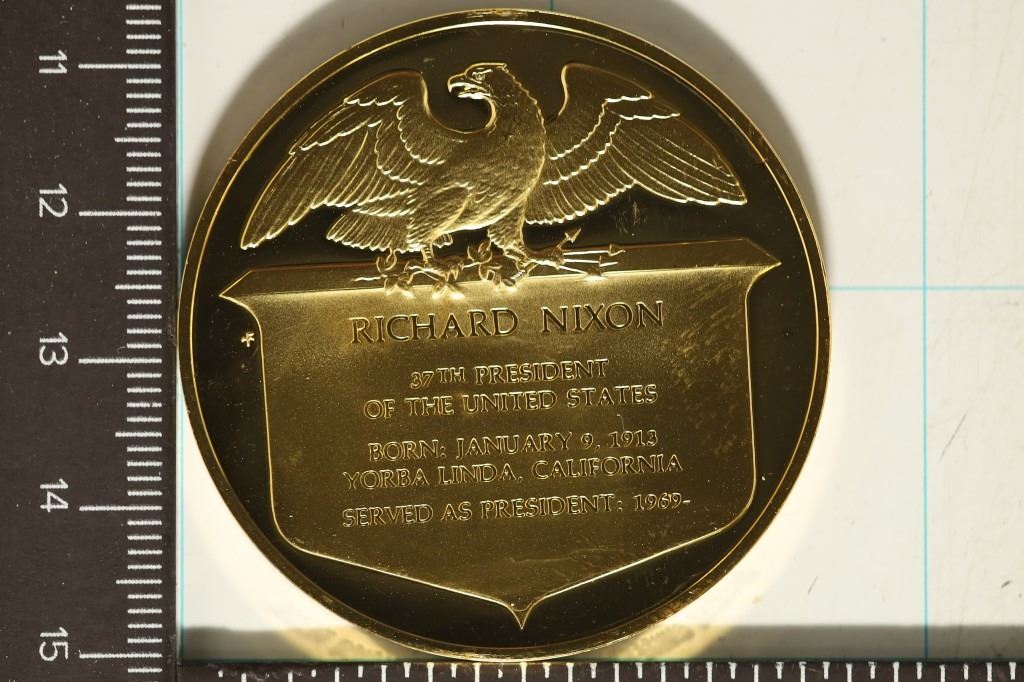 RICHARD NIXON
37TH PRESIDENT
OF THE UNITED STATES
BORN: JANUARY 9, 1913
YORBA LINDA, CALIFORNIA
SERVED AS PRESIDENT: 1969-
11
12
13
14
15